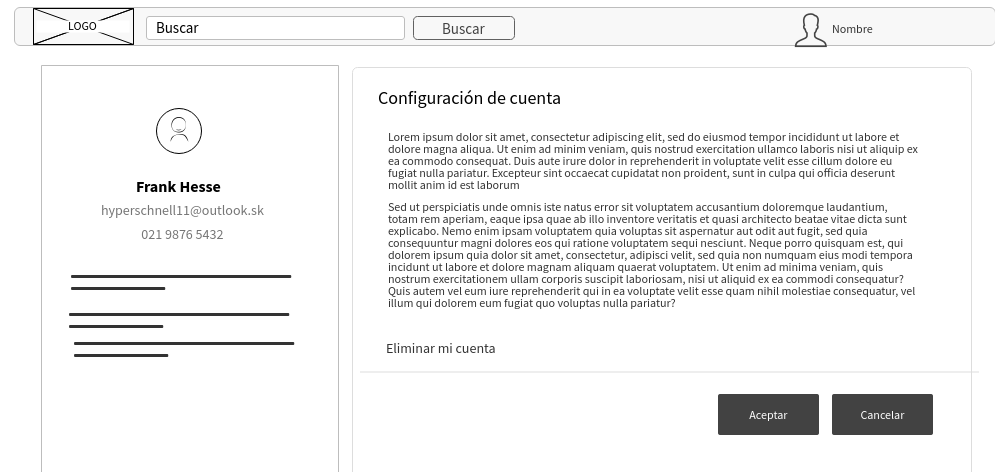 LOGO
Buscar
Buscar
Nombre
Frank Hesse
hyperschnell11@outlook.sk
021 9876 5432
Configuración de cuenta
Lorem ipsum dolor sit amet, consectetur adipiscing elit, sed do eiusmod tempor incididunt ut labore et
dolore magna aliqua. Ut enim ad minim veniam, quis nostrud exercitation ullamco laboris nisi ut aliquip ex
ea commodo consequat. Duis aute irure dolor in reprehenderit in voluptate velit esse cillum dolore eu
fugiat nulla pariatur. Excepteur sint occaecat cupidatat non proident, sunt in culpa qui officia deserunt
mollit anim id est laborum
Sed ut perspiciatis unde omnis iste natus error sit voluptatem accusantium doloremque laudantium,
totam rem aperiam, eaque ipsa quae ab illo inventore veritatis et quasi architecto beatae vitae dicta sunt
explicabo. Nemo enim ipsam voluptatem quia voluptas sit aspernatur aut odit aut fugit, sed quia
consequuntur magni dolores eos qui ratione voluptatem sequi nesciunt. Neque porro quisquam est, qui
dolorem ipsum quia dolor sit amet, consectetur, adipisci velit, sed quia non numquam eius modi tempora
incidunt ut labore et dolore magnam aliquam quaerat voluptatem. Ut enim ad minima veniam, quis
nostrum exercitationem ullam corporis suscipit laboriosam, nisi ut aliquid ex ea commodi consequatur?
Quis autem vel eum iure reprehenderit qui in ea voluptate velit esse quam nihil molestiae consequatur, vel
illum qui dolorem eum fugiat quo voluptas nulla pariatur?
Eliminar mi cuenta
Aceptar
Cancelar